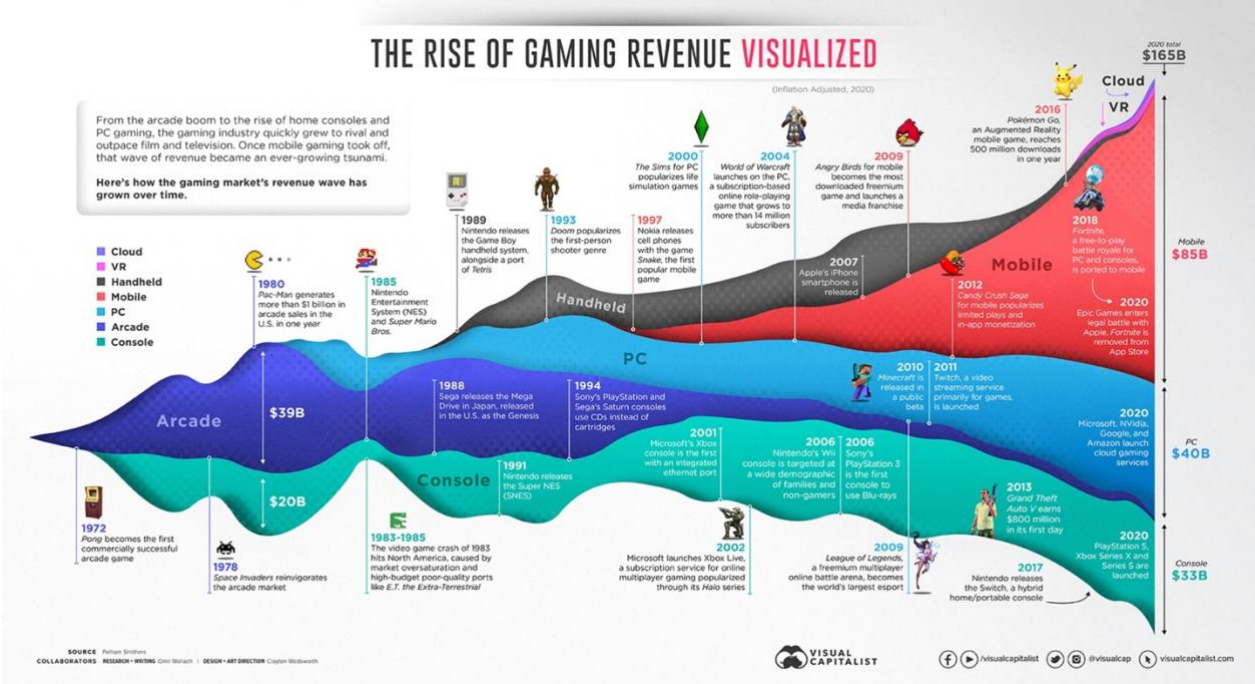 THE RISE OF GAMING REVENUE VISUALIZED
(Inflation Adjusted, 2020)
2020 total
$165B
From the arcade boom to the rise of home consoles and
PC gaming, the gaming industry quickly grew to rival and
outpace film and television. Once mobile gaming took off,
that wave of revenue became an ever-growing tsunami.
Here's how the gaming market's revenue wave has
grown over time.
Cloud
VR
Handheld
Mobile
PC
Arcade
Console
1980
Pac-Man generates
more than $1 billion in
arcade sales in the
U.S. in one year
1985
Nintendo
Entertainment
System (NES)
and Super Mario
Bros.
1989
Nintendo releases
the Game Boy
handheld system,
alongside a port
of Tetris
1993
Doom popularizes
the first-person
shooter genre
1997
Nokia releases
cell phones
with the game
Snake, the first
popular mobile
game
2000
The Sims for PC
popularizes life
simulation games
2004
World of Warcraft
launches on the PC,
a subscription-based
online role-playing
game that grows to
more than 14 million
subscribers
2009
Angry Birds for mobile
becomes the most
downloaded freemium
game and launches a
media franchise
2016
Pokémon Go,
an Augmented Reality
mobile game, reaches
500 million downloads
in one year
Cloud
VR
2007
Apple's iPhone
smartphone is
released
2012
Candy Crush Saga
for mobile popularizes
limited plays and
in-app monetization
Mobile
2018
Fortnite,
a free-to-play
battle royale for
PC and consoles,
is ported to mobile
2020
Epic Games enters
legal battle with
Apple, Fortnite is
removed from
App Store
Mobile
$85B
Handheld
PC
Arcade
$39B
1988
Sega releases the Mega
Drive in Japan, released
in the U.S. as the Genesis
1994
Sony's PlayStation and
Sega's Saturn consoles
use CDs instead of
cartridges
2010
Minecraft is
released in
a public
beta
2011
Twitch, a video
streaming service
primarily for games,
is launched
2020
Microsoft, NVidia,
Google, and
Amazon launch
cloud gaming
services
PC
$40B
$20B
Console
1991
Nintendo releases
the Super NES
(SNES)
2001
Microsoft's Xbox
console is the first
with an integrated
ethernet port
2006
Nintendo's Wii
console is targeted at
a wide demographic
of families and
non-gamers
2006
Sony's
PlayStation 3
is the first
console to
use Blu-rays
2013
Grand Theft
Auto V earns
$800 million
in its first day
2020
PlayStation 5,
Xbox Series X and
Series S are
launched
Console
$33B
1972
Pong becomes the first
commercially successful
arcade game
1978
Space Invaders reinvigorates
the arcade market
1983-1985
The video game crash of 1983
hits North America, caused by
market oversaturation and
high-budget poor-quality ports
like E.T. the Extra-Terrestrial
2002
Microsoft launches Xbox Live,
a subscription service for online
multiplayer gaming popularized
through its Halo series
2009
League of Legends,
a freemium multiplayer
online battle arena, becomes
the world's largest esport
2017
Nintendo releases
the Switch, a hybrid
home/portable console
SOURCE Pelham Smithers
COLLABORATORS RESEARCH + WRITING Omri Wallach | DESIGN + ART DIRECTION Clayton Wadsworth
VISUAL
CAPITALIST
/visualcapitalist @visualcap visualcapitalist.com